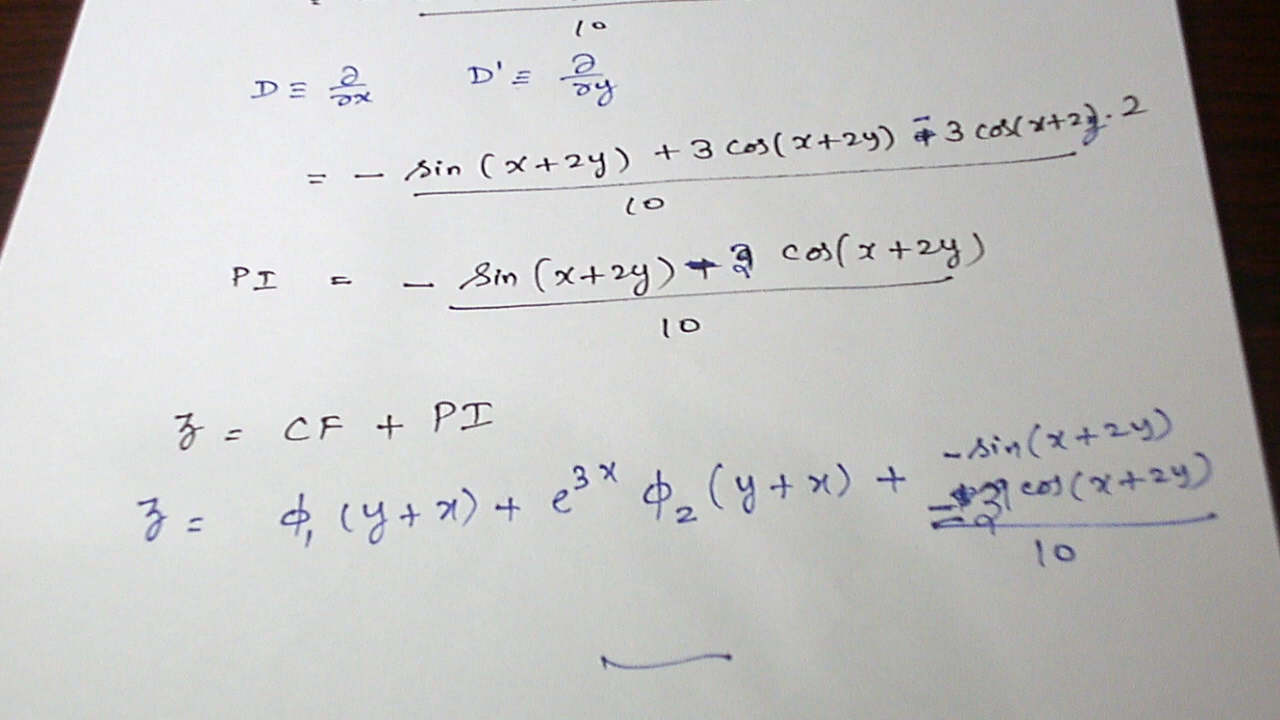 10
D ≡ ∂/∂x D' ≡ ∂/∂y
= - sin (x+2y) + 3 cos(x+2y) - 3 cos(x+2y). 2
10
PI = - sin (x+2y) cos(x+2y)
10
z = CF + PI
z = ϕ₁ (y+x) + e³ˣ ϕ₂ (y+x) + - sin(x+2y)
- cos(x+2y)
10